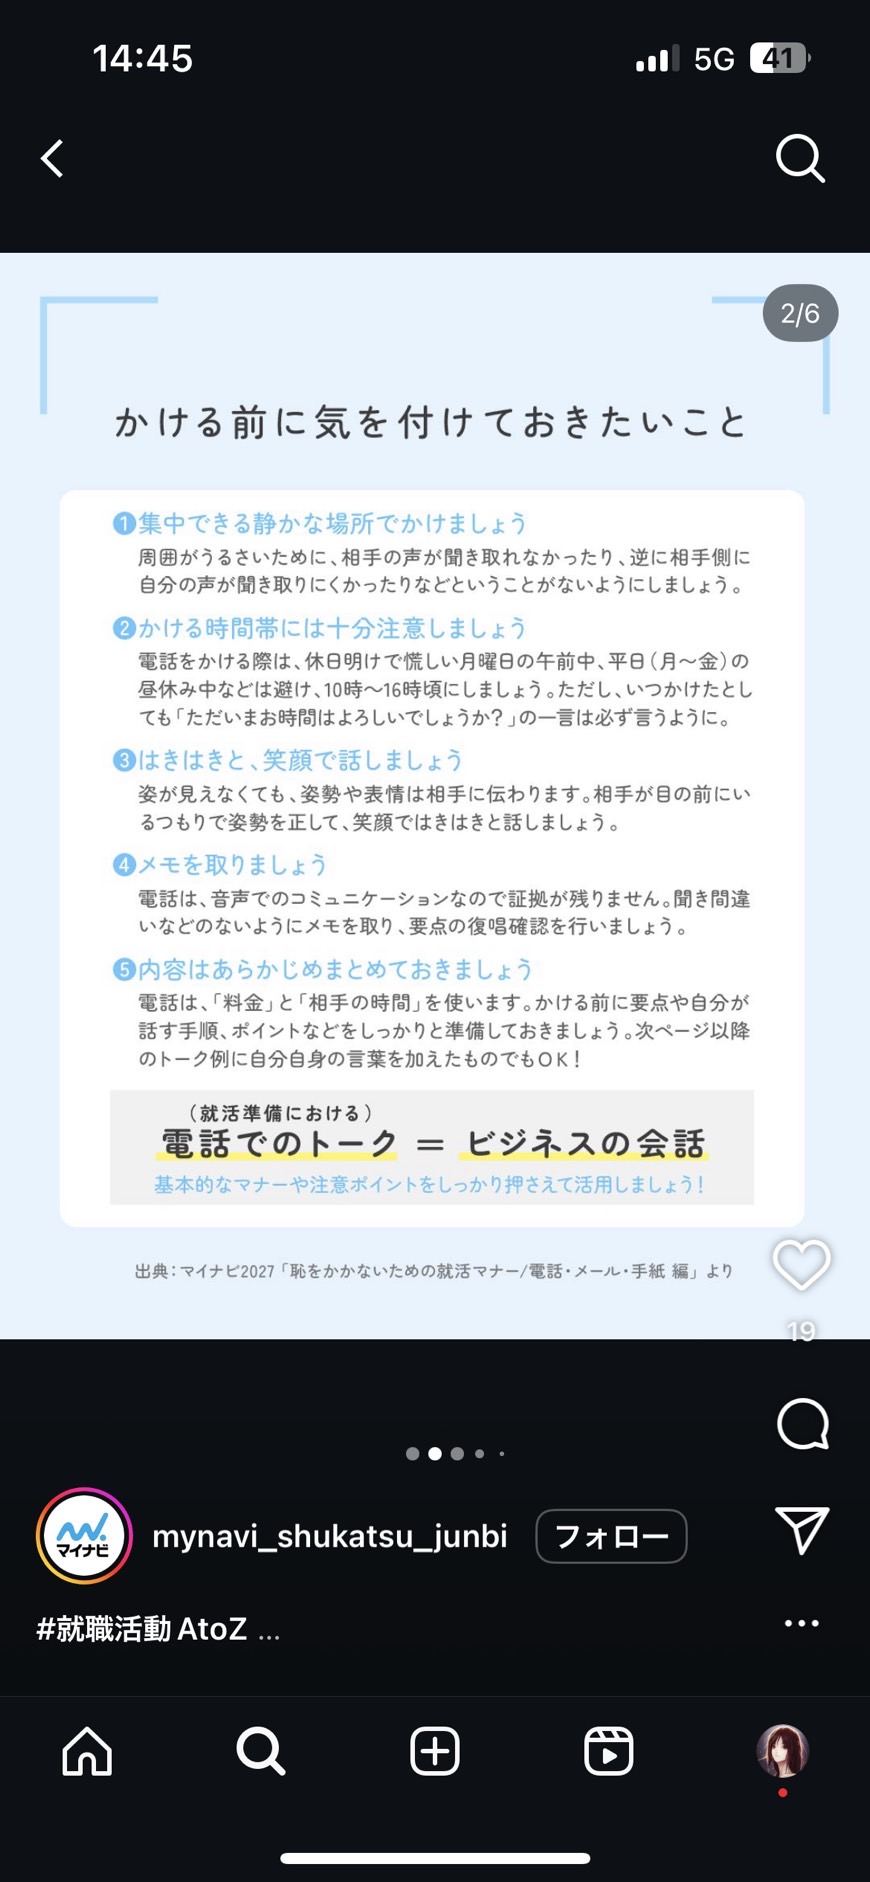 14:45
5G 41
2/6
かける前に気を付けておきたいこと
❶集中できる静かな場所でかけましょう
周囲がうるさいために、相手の声が聞き取れなかったり、逆に相手側に
自分の声が聞き取りにくかったりなどということがないようにしましょう。
❷かける時間帯には十分注意しましょう
電話をかける際は、休日明けで慌しい月曜日の午前中、平日（月～金）の
昼休み中などは避け、10時～16時頃にしましょう。ただし、いつかけたとし
ても「ただいまお時間はよろしいでしょうか？」の一言は必ず言うように。
❸はきはきと、笑顔で話しましょう
姿が見えなくても、姿勢や表情は相手に伝わります。相手が目の前にい
るつもりで姿勢を正して、笑顔ではきはきと話しましょう。
❹メモを取りましょう
電話は、音声でのコミュニケーションなので証拠が残りません。聞き間違
いなどのないようにメモを取り、要点の復唱確認を行いましょう。
❺内容はあらかじめまとめておきましょう
電話は、「料金」と「相手の時間」を使います。かける前に要点や自分が
話す手順、ポイントなどをしっかりと準備しておきましょう。次ページ以降
のトーク例に自分自身の言葉を加えたものでもOK！
（就活準備における）
電話でのトーク ＝ ビジネスの会話
基本的なマナーや注意ポイントをしっかり押さえて活用しましょう！
出典：マイナビ2027「恥をかかないための就活マナー/電話・メール・手紙 編」より
19
マイナビ
mynavi_shukatsu_junbi フォロー
#就職活動AtoZ ...